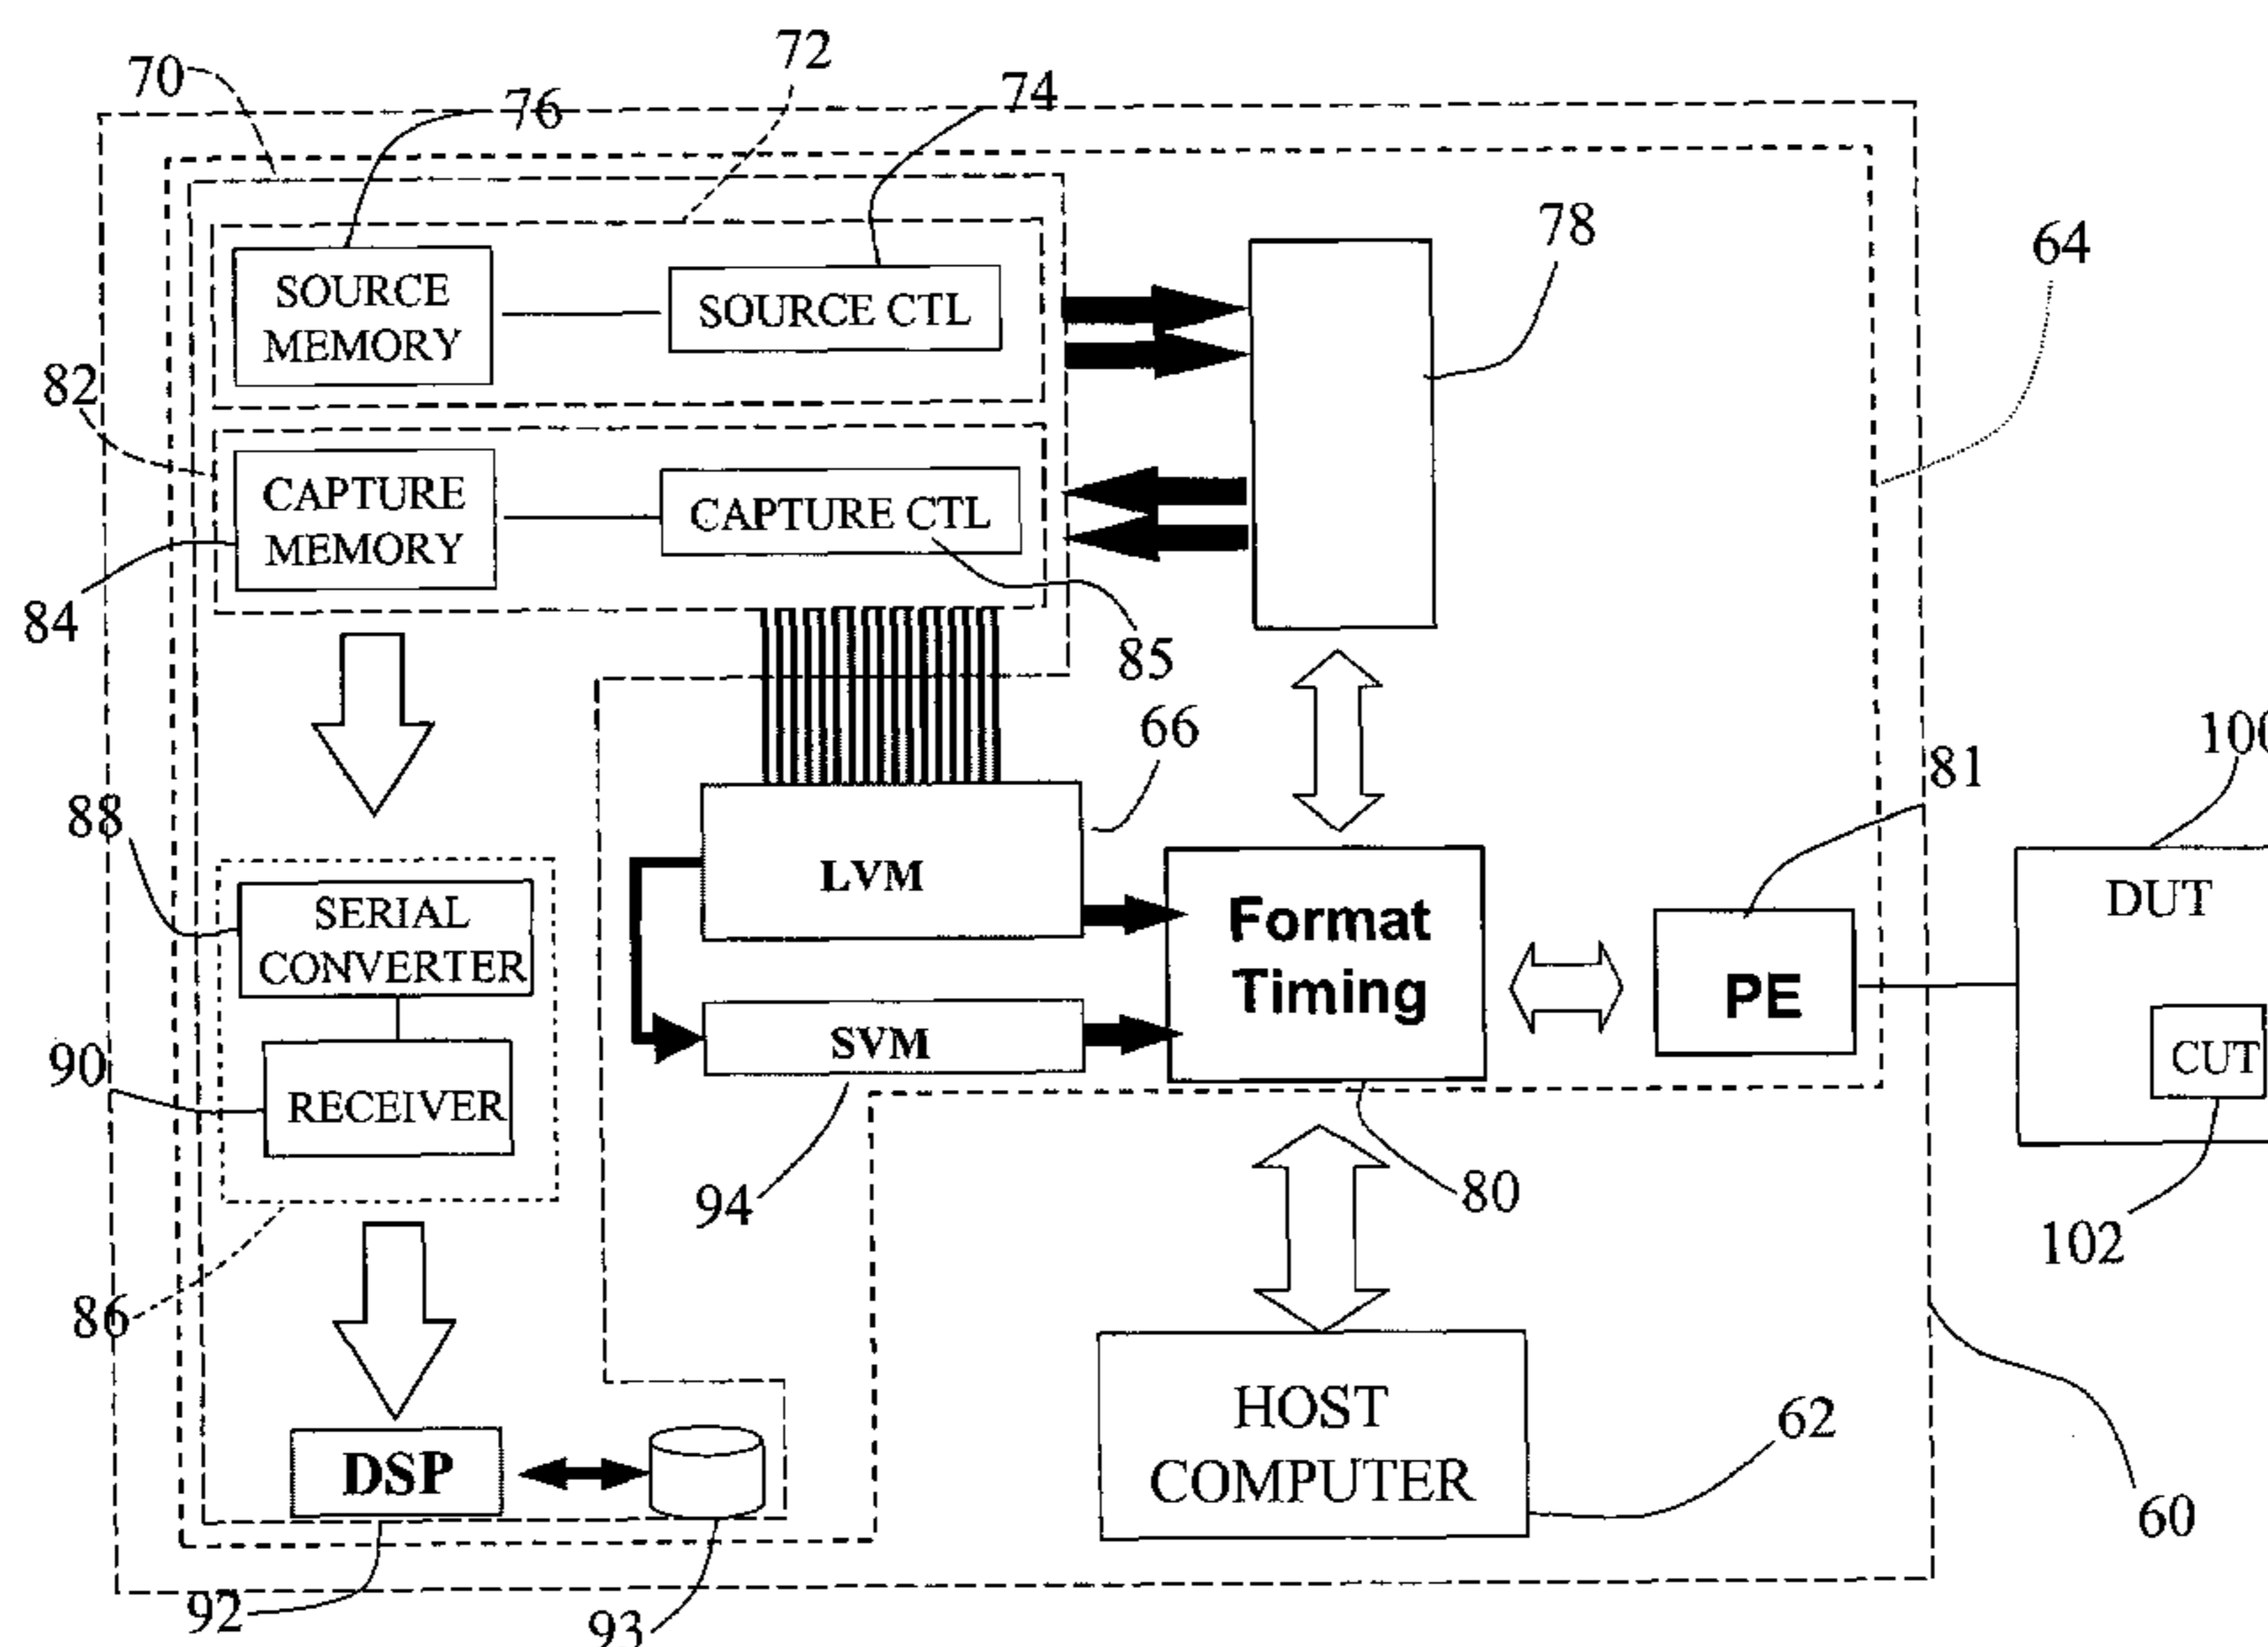 70
72
76
74
78
64
SOURCE
MEMORY
SOURCE CTL
82
CAPTURE
MEMORY
CAPTURE CTL
84
85
66
81
100
88
LVM
DUT
SERIAL
CONVERTER
Format
Timing
PE
SVM
CUT
90
RECEIVER
94
80
102
86
HOST
COMPUTER
62
DSP
60
92
93